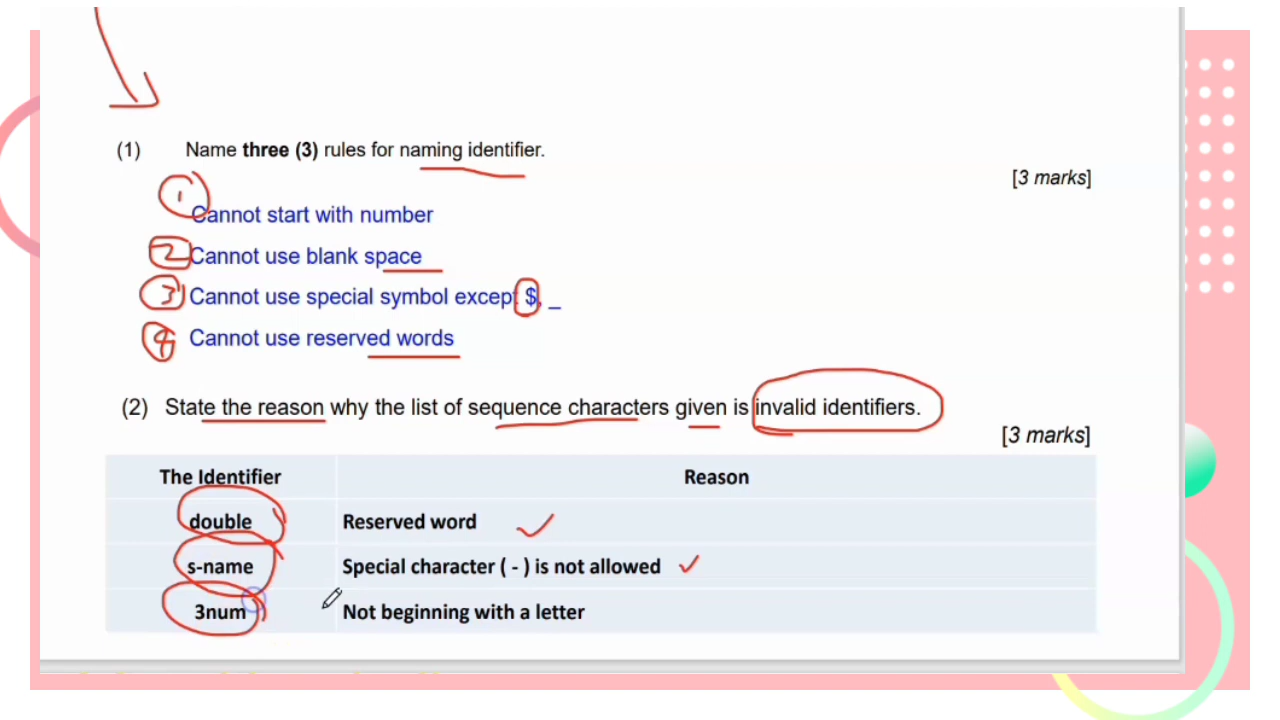 (1) Name three (3) rules for naming identifier.
[3 marks]
1 Cannot start with number
2 Cannot use blank space
3 Cannot use special symbol except $, _
4 Cannot use reserved words
(2) State the reason why the list of sequence characters given is invalid identifiers.
[3 marks]
The Identifier Reason
double Reserved word
s-name Special character ( - ) is not allowed
3num Not beginning with a letter